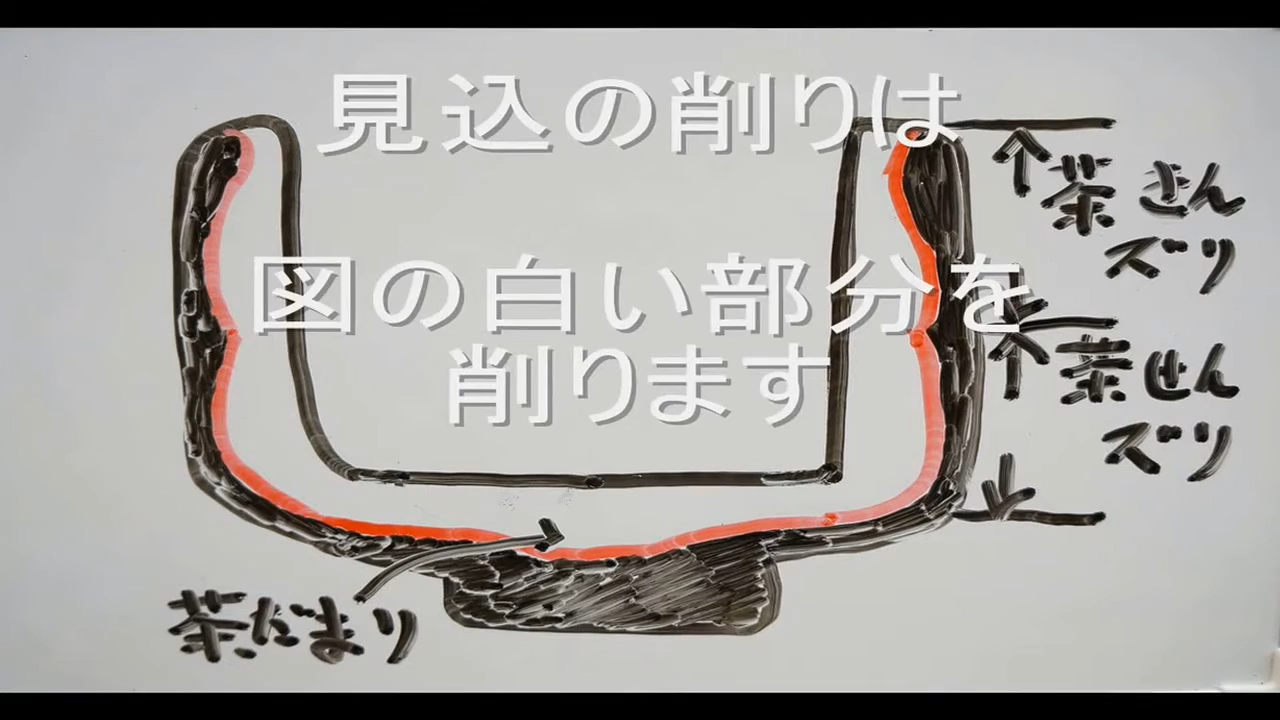 見込の削りは
図の白い部分を
削ります
茶きん
ズリ
茶せん
ズリ
茶だまり